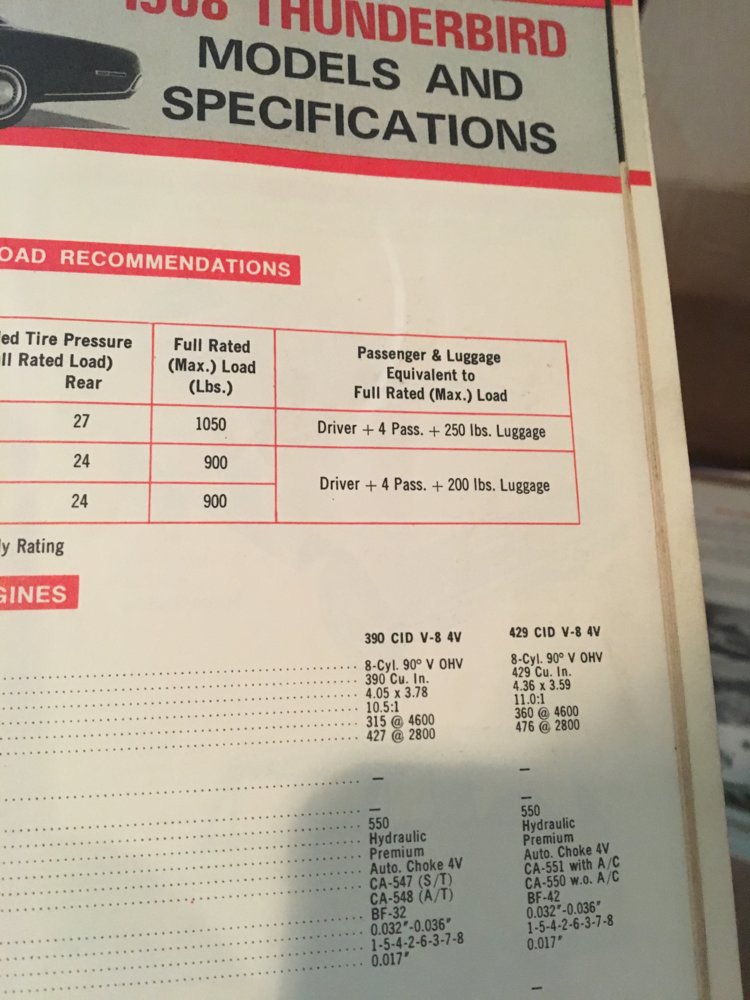 1968 THUNDERBIRD
MODELS AND
SPECIFICATIONS
OAD RECOMMENDATIONS
ed Tire Pressure
ll Rated Load)
Rear
Full Rated
(Max.) Load
(Lbs.)
Passenger & Luggage
Equivalent to
Full Rated (Max.) Load
27 1050 Driver + 4 Pass. + 250 lbs. Luggage
24 900
Driver + 4 Pass. + 200 lbs. Luggage
24 900
y Rating
GINES
390 CID V-8 4V 429 CID V-8 4V
8-Cyl. 90° V OHV 8-Cyl. 90° V OHV
390 Cu. In. 429 Cu. In.
4.05 x 3.78 4.36 x 3.59
10.5:1 11.0:1
315 @ 4600 360 @ 4600
427 @ 2800 476 @ 2800
— —
— —
550 550
Hydraulic Hydraulic
Premium Premium
Auto. Choke 4V Auto. Choke 4V
CA-547 (S/T) CA-551 with A/C
CA-548 (A/T) CA-550 w.o. A/C
BF-32 BF-42
0.032"-0.036" 0.032"-0.036"
1-5-4-2-6-3-7-8 1-5-4-2-6-3-7-8
0.017" 0.017"
—